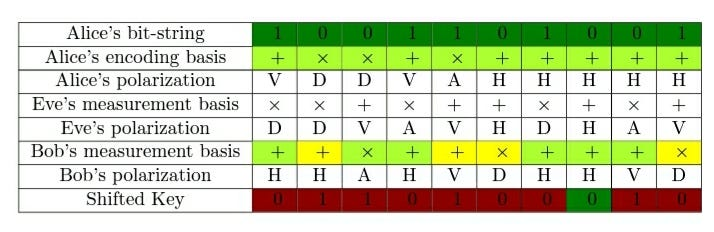 Alice's bit-string 1 0 0 1 1 0 1 0 0 1
Alice's encoding basis + × × + × + + + + +
Alice's polarization V D D V A H H H H H
Eve's measurement basis × × + × + + × + × +
Eve's polarization D D V A V H D H A V
Bob's measurement basis + + × + + × + + + ×
Bob's polarization H H A H V D H H V D
Shifted Key 0 1 1 0 1 0 0 0 1 0